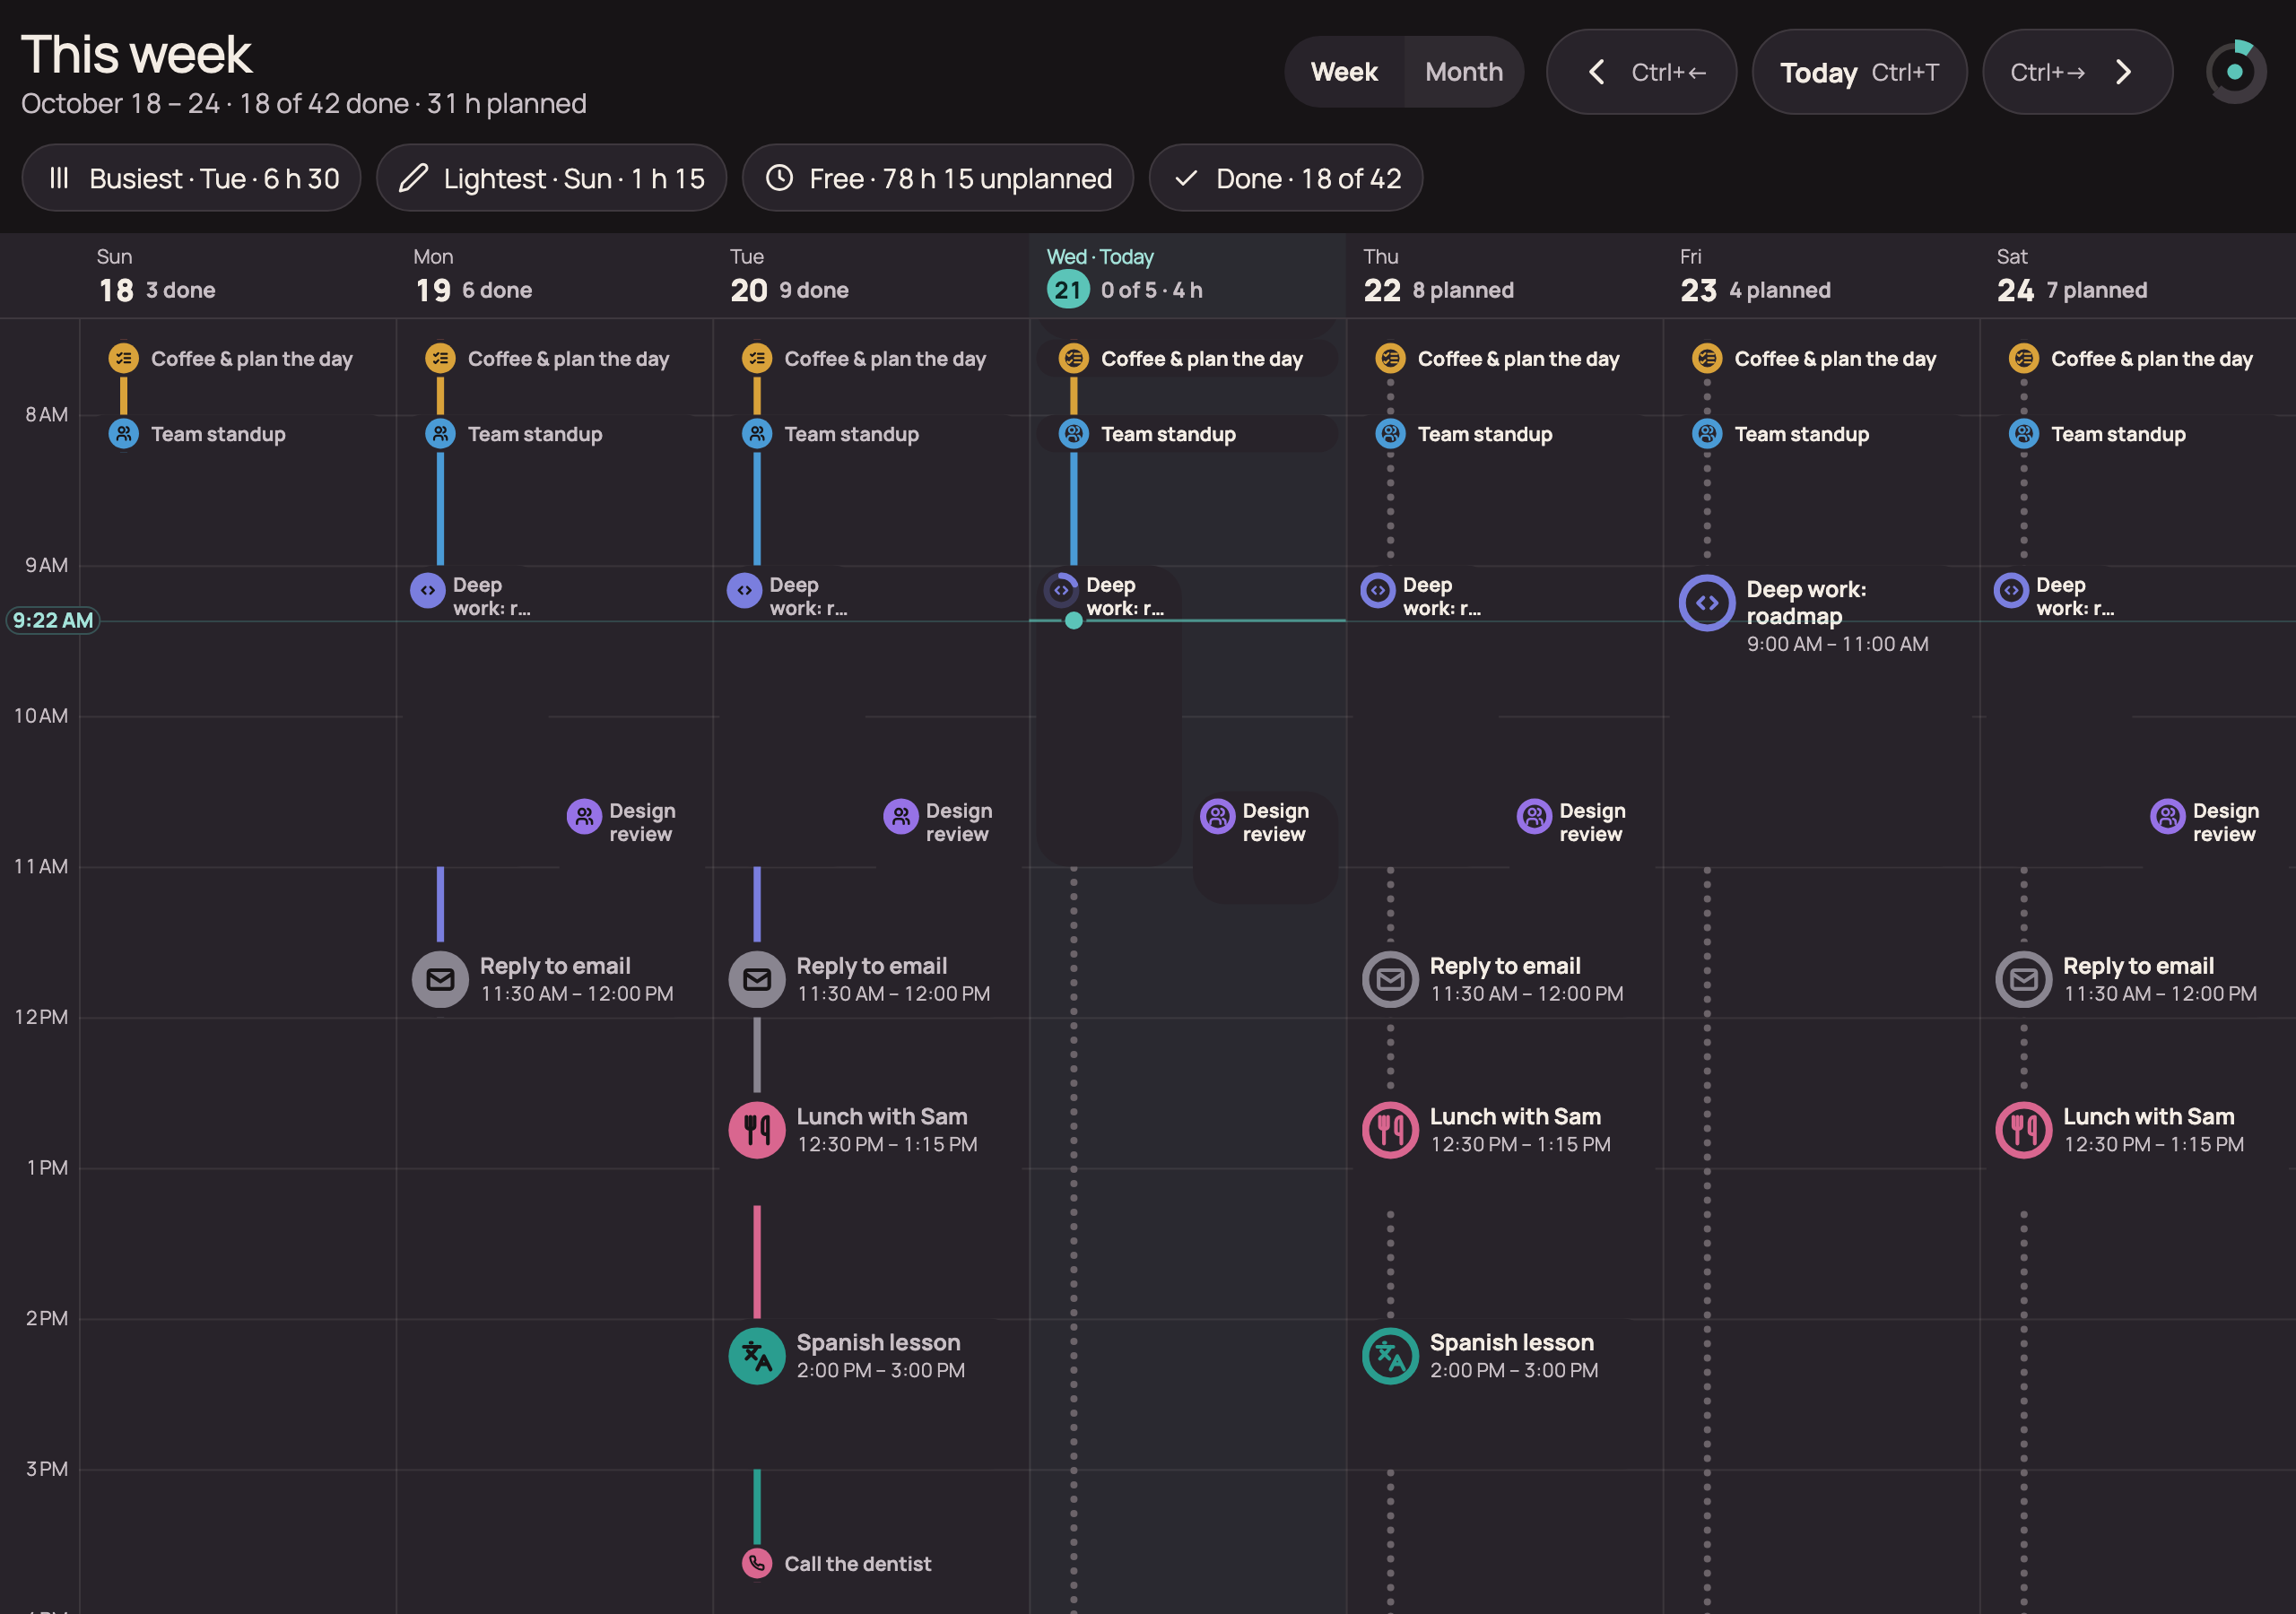 This week
October 18 – 24 · 18 of 42 done · 31 h planned
Week
Month
Ctrl+←
Today Ctrl+T
Ctrl+→
Busiest · Tue · 6 h 30
Lightest · Sun · 1 h 15
Free · 78 h 15 unplanned
Done · 18 of 42
Sun
18 3 done
Mon
19 6 done
Tue
20 9 done
Wed · Today
21 0 of 5 · 4 h
Thu
22 8 planned
Fri
23 4 planned
Sat
24 7 planned
8 AM
9 AM
9:22 AM
10 AM
11 AM
12 PM
1 PM
2 PM
3 PM
Coffee & plan the day
Team standup
Coffee & plan the day
Team standup
Deep
work: r...
Design
review
Reply to email
11:30 AM – 12:00 PM
Coffee & plan the day
Team standup
Deep
work: r...
Design
review
Reply to email
11:30 AM – 12:00 PM
Lunch with Sam
12:30 PM – 1:15 PM
Spanish lesson
2:00 PM – 3:00 PM
Call the dentist
Coffee & plan the day
Team standup
Deep
work: r...
Design
review
Coffee & plan the day
Team standup
Deep
work: r...
Design
review
Reply to email
11:30 AM – 12:00 PM
Lunch with Sam
12:30 PM – 1:15 PM
Spanish lesson
2:00 PM – 3:00 PM
Coffee & plan the day
Team standup
Deep work:
roadmap
9:00 AM – 11:00 AM
Coffee & plan the day
Team standup
Deep
work: r...
Design
review
Reply to email
11:30 AM – 12:00 PM
Lunch with Sam
12:30 PM – 1:15 PM